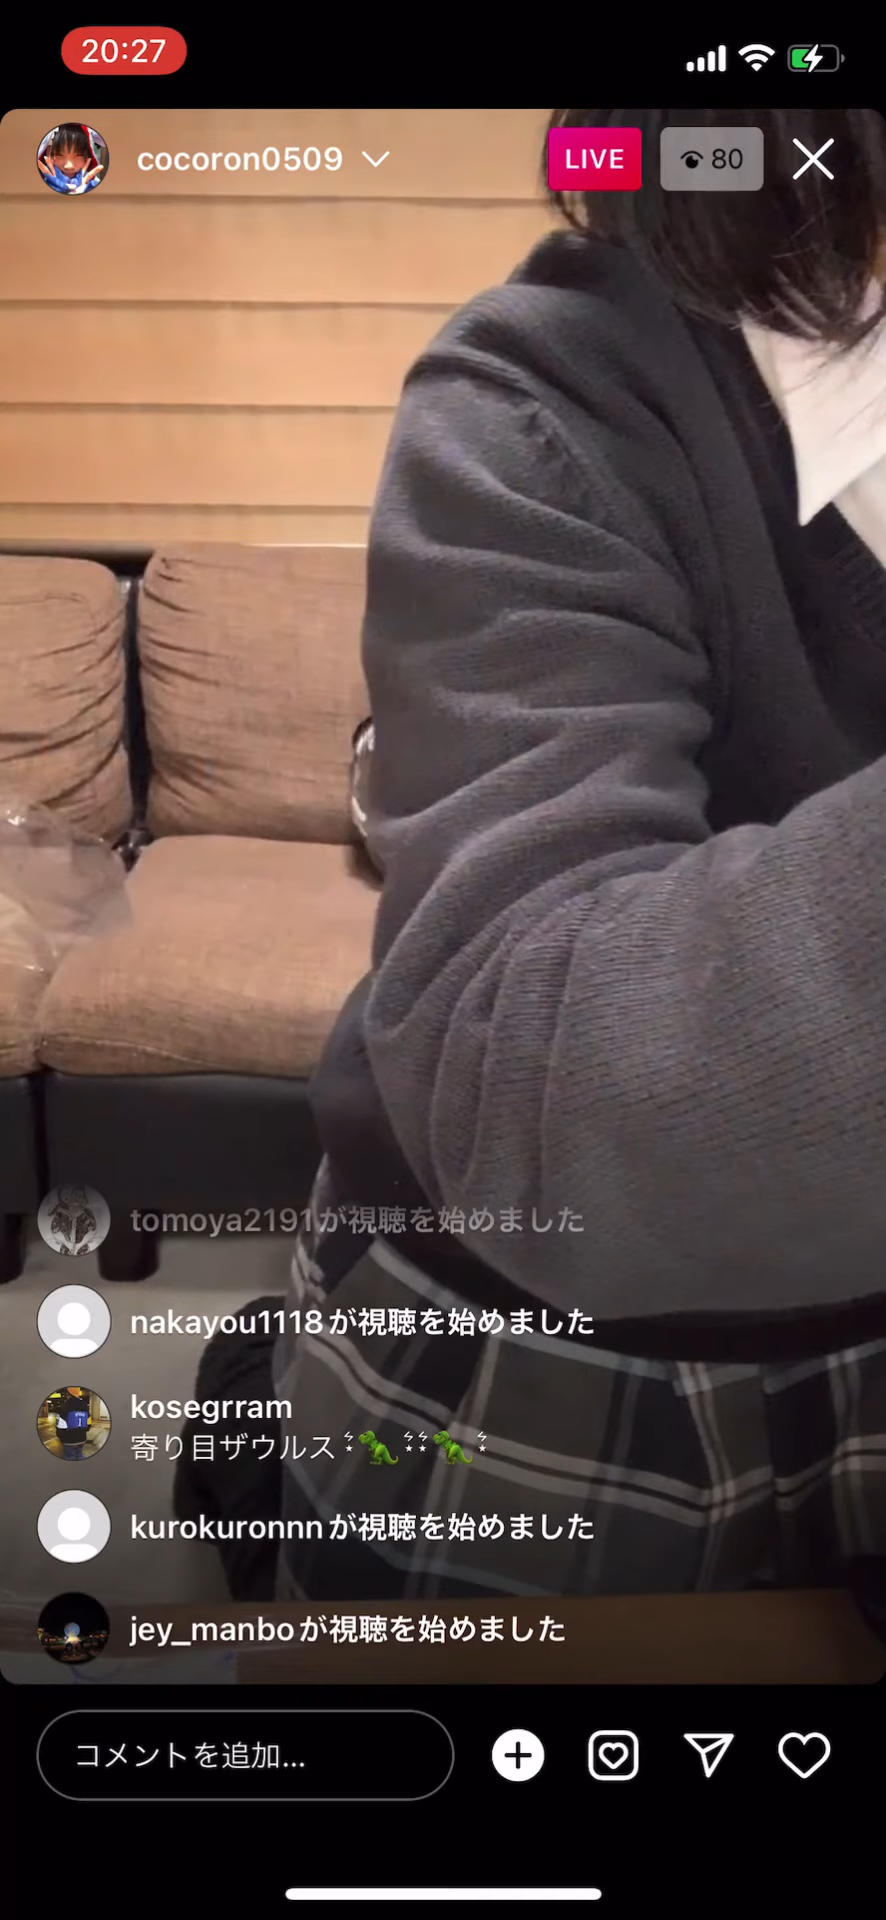 20:27
cocoron0509
LIVE
80
tomoya2191が視聴を始めました
nakayou1118が視聴を始めました
kosegrram
寄り目ザウルス🦖🦖
kurokuronnnが視聴を始めました
jey_manboが視聴を始めました
コメントを追加...